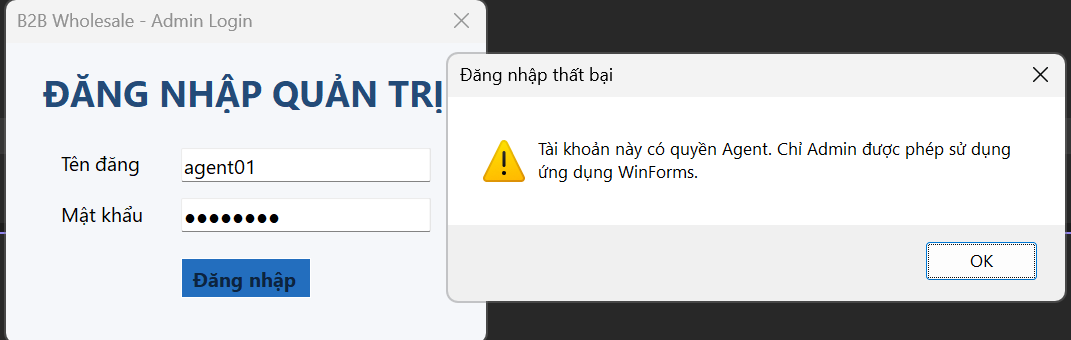 B2B Wholesale - Admin Login
ĐĂNG NHẬP QUẢN TRỊ
Tên đăng
agent01
Mật khẩu
●●●●●●●●
Đăng nhập
Đăng nhập thất bại
Tài khoản này có quyền Agent. Chỉ Admin được phép sử dụng
ứng dụng WinForms.
OK